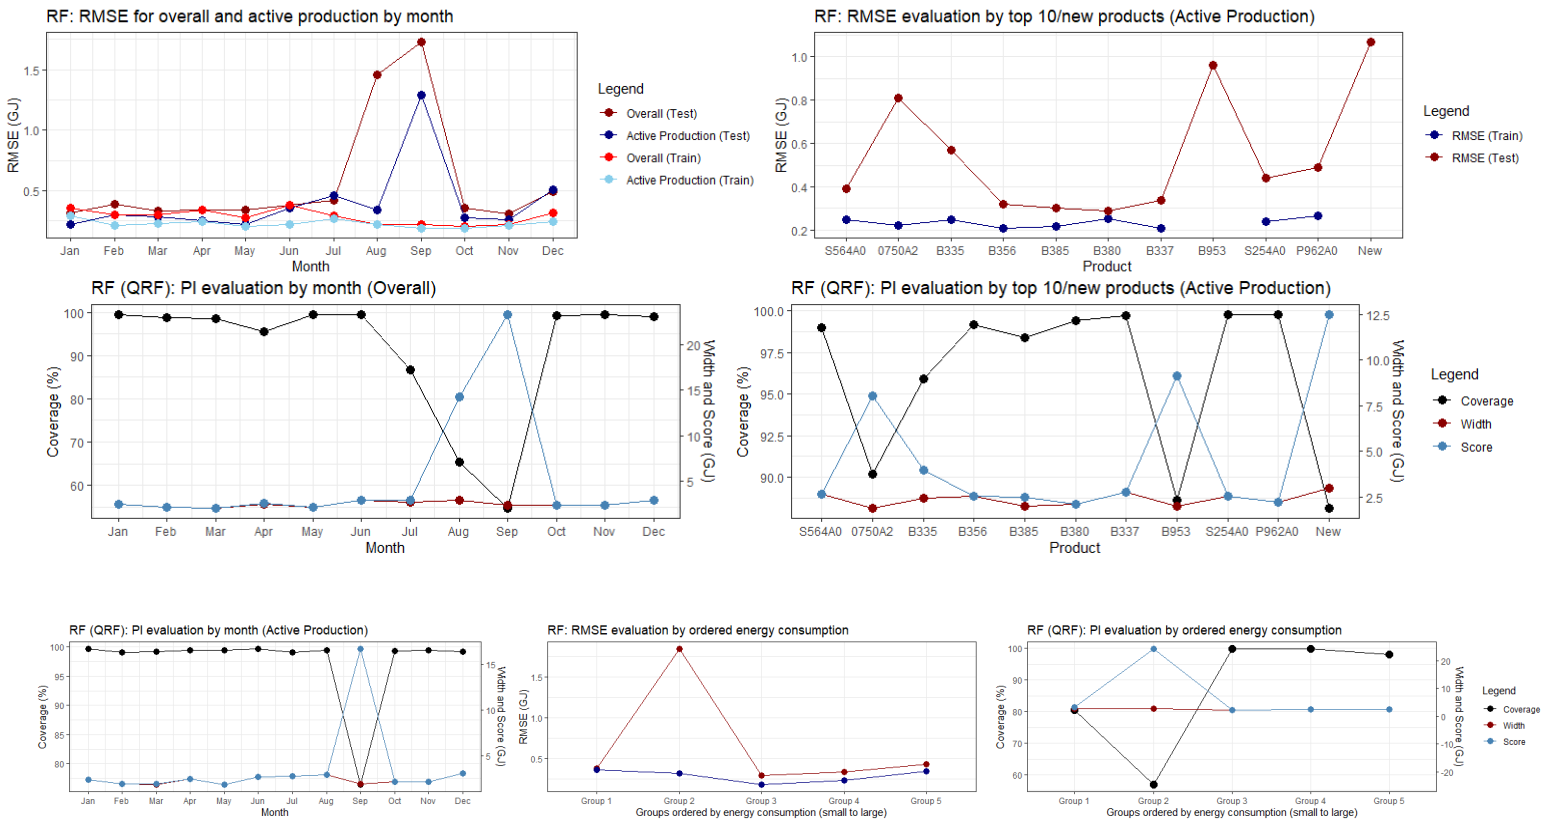 RF: RMSE for overall and active production by month
RMSE (GJ)
1.5
1.0
0.5
Jan Feb Mar Apr May Jun Jul Aug Sep Oct Nov Dec
Month
Legend
Overall (Test)
Active Production (Test)
Overall (Train)
Active Production (Train)
RF: RMSE evaluation by top 10/new products (Active Production)
RMSE (GJ)
1.0
0.8
0.6
0.4
0.2
S564A0 0750A2 B335 B356 B385 B380 B337 B953 S254A0 P962A0 New
Product
Legend
RMSE (Train)
RMSE (Test)
RF (QRF): PI evaluation by month (Overall)
Coverage (%)
100
90
80
70
60
20
15
10
5
Width and Score (GJ)
Jan Feb Mar Apr May Jun Jul Aug Sep Oct Nov Dec
Month
RF (QRF): PI evaluation by top 10/new products (Active Production)
Coverage (%)
100.0
97.5
95.0
92.5
90.0
12.5
10.0
7.5
5.0
2.5
Width and Score (GJ)
S564A0 0750A2 B335 B356 B385 B380 B337 B953 S254A0 P962A0 New
Product
Legend
Coverage
Width
Score
RF (QRF): PI evaluation by month (Active Production)
Coverage (%)
100
95
90
85
80
15
10
5
Width and Score (GJ)
Jan Feb Mar Apr May Jun Jul Aug Sep Oct Nov Dec
Month
RF: RMSE evaluation by ordered energy consumption
RMSE (GJ)
1.5
1.0
0.5
Group 1 Group 2 Group 3 Group 4 Group 5
Groups ordered by energy consumption (small to large)
RF (QRF): PI evaluation by ordered energy consumption
Coverage (%)
100
90
80
70
60
20
10
0
-10
-20
Width and Score (GJ)
Group 1 Group 2 Group 3 Group 4 Group 5
Groups ordered by energy consumption (small to large)
Legend
Coverage
Width
Score